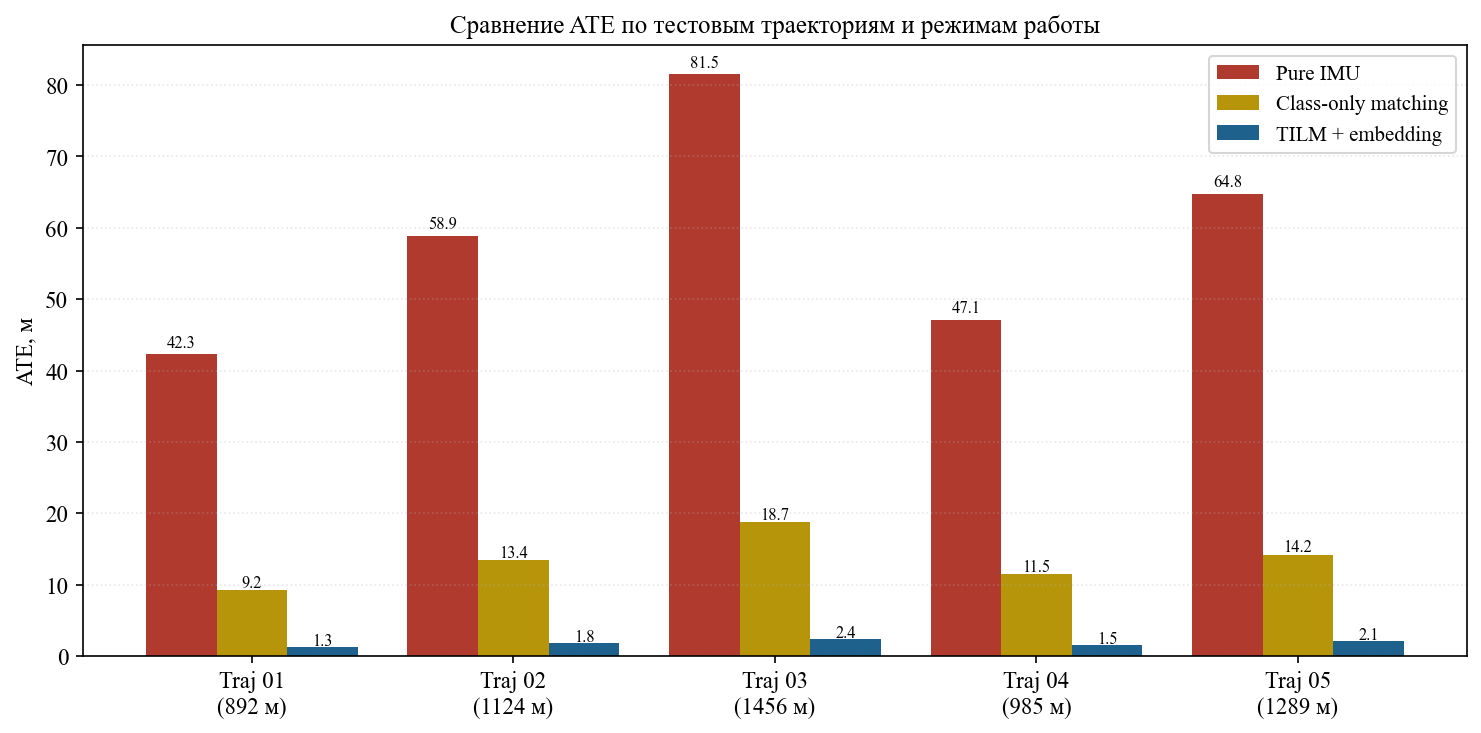 Сравнение ATE по тестовым траекториям и режимам работы
Pure IMU
Class-only matching
TILM + embedding
ATE, м
80
70
60
50
40
30
20
10
0
42.3
9.2
1.3
58.9
13.4
1.8
81.5
18.7
2.4
47.1
11.5
1.5
64.8
14.2
2.1
Traj 01
(892 м)
Traj 02
(1124 м)
Traj 03
(1456 м)
Traj 04
(985 м)
Traj 05
(1289 м)